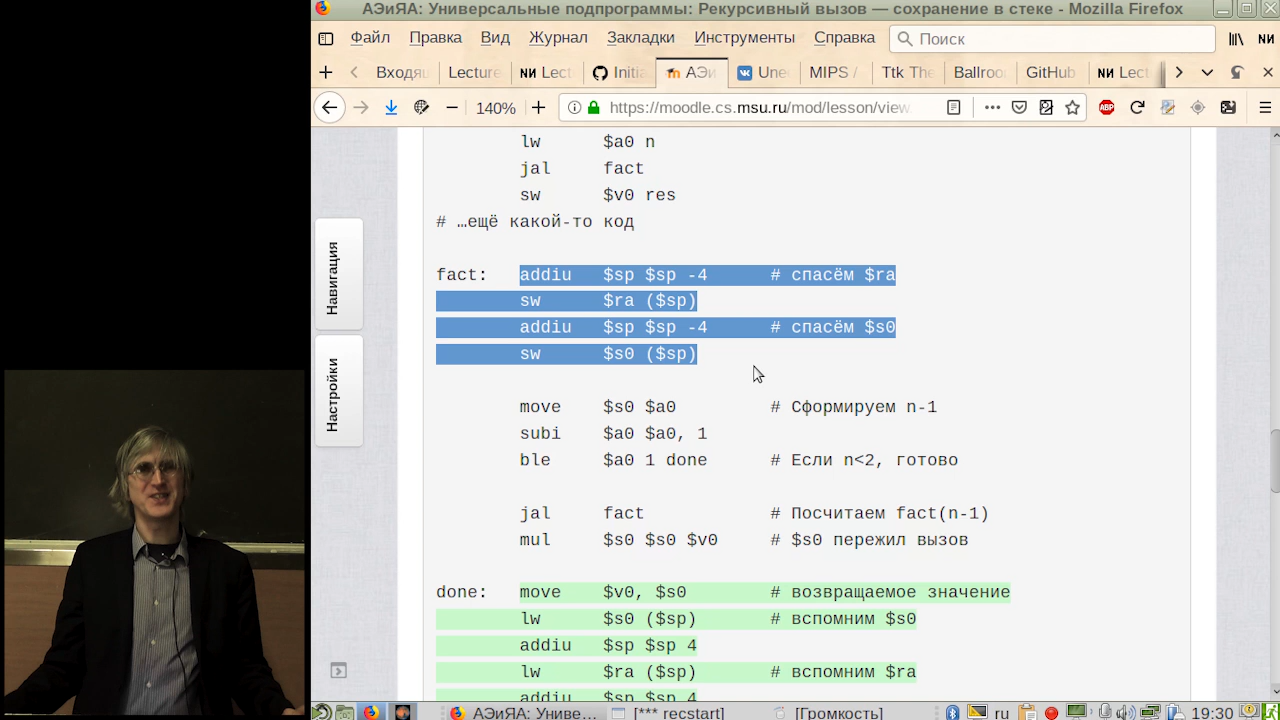 АЭиЯА: Универсальные подпрограммы: Рекурсивный вызов — сохранение в стеке - Mozilla Firefox
Файл Правка Вид Журнал Закладки Инструменты Справка Поиск
Входящ Lecture Lect Initia АЭи Une MIPS / Ttk The Ballroo GitHub Lect
140% https://moodle.cs.msu.ru/mod/lesson/view ABP
Навигация
Настройки
lw $a0 n
jal fact
sw $v0 res
# …ещё какой-то код
fact: addiu $sp $sp -4 # спасём $ra
sw $ra ($sp)
addiu $sp $sp -4 # спасём $s0
sw $s0 ($sp)
move $s0 $a0 # Сформируем n-1
subi $a0 $a0, 1
ble $a0 1 done # Если n<2, готово
jal fact # Посчитаем fact(n-1)
mul $s0 $s0 $v0 # $s0 пережил вызов
done: move $v0, $s0 # возвращаемое значение
lw $s0 ($sp) # вспомним $s0
addiu $sp $sp 4
lw $ra ($sp) # вспомним $ra
addiu $sp $sp 4
АЭиЯА: Униве… [*** recstart] [Громкость] ru 19:30